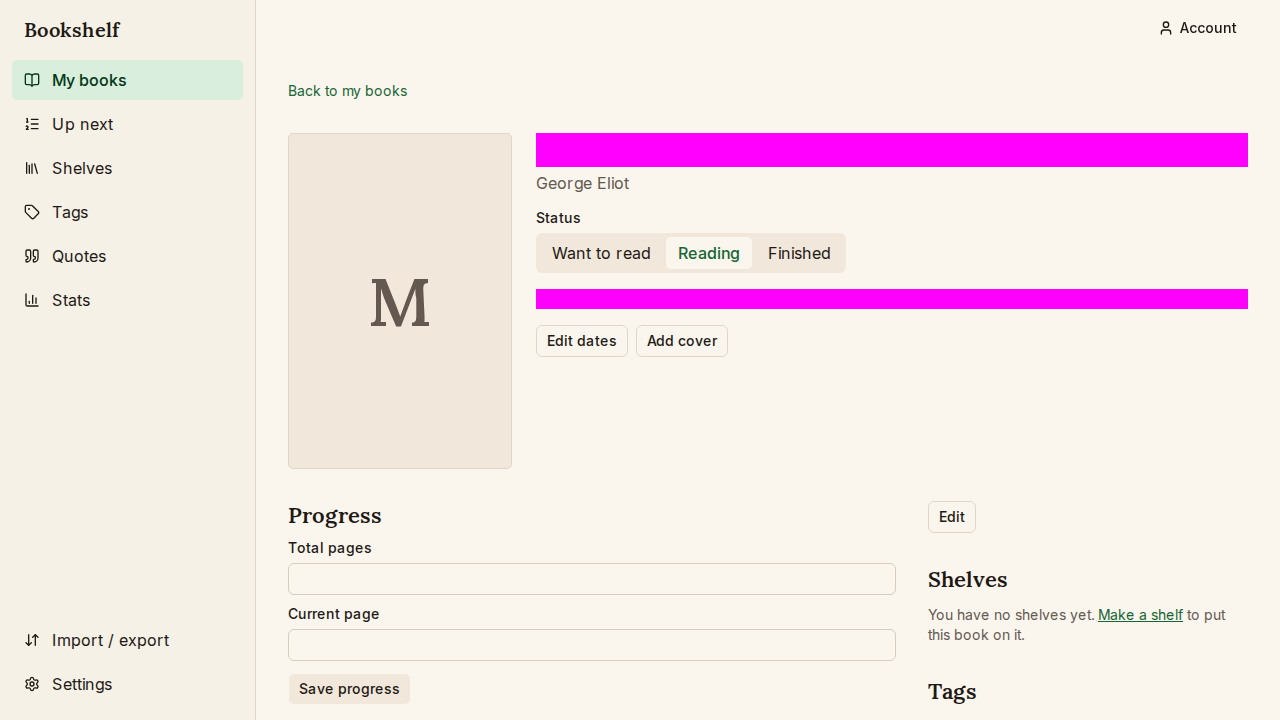 Bookshelf
My books
Up next
Shelves
Tags
Quotes
Stats
Import / export
Settings
Account
Back to my books
M
George Eliot
Status
Want to read
Reading
Finished
Edit dates
Add cover
Progress
Total pages
Current page
Save progress
Edit
Shelves
You have no shelves yet. Make a shelf to put
this book on it.
Tags